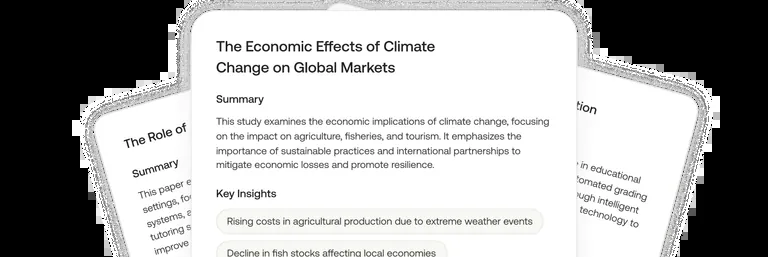 The Economic Effects of Climate
Change on Global Markets
Summary
This study examines the economic implications of climate change, focusing
on the impact on agriculture, fisheries, and tourism. It emphasizes the
importance of sustainable practices and international partnerships to
mitigate economic losses and promote resilience.
Key Insights
Rising costs in agricultural production due to extreme weather events
Decline in fish stocks affecting local economies
The Role of
Summary
This paper
settings,
systems,
tutoring
improve
in educational
grading
intelligent
technology to